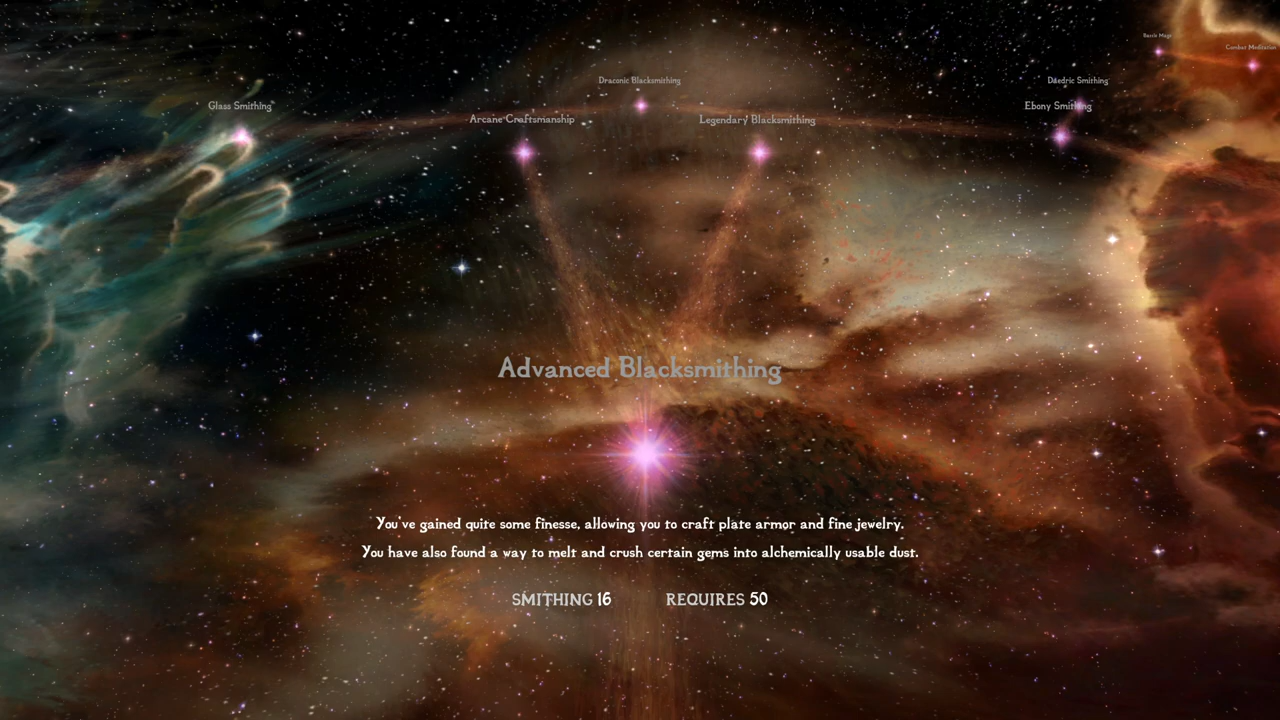 Basic Magr
Combat Meditation
Draconic Blacksmithing
Daedric Smithing
Glass Smithing
Ebony Smithing
Arcane Craftsmanship
Legendary Blacksmithing
Advanced Blacksmithing
You've gained quite some finesse, allowing you to craft plate armor and fine jewelry.
You have also found a way to melt and crush certain gems into alchemically usable dust.
SMITHING 16 REQUIRES 50